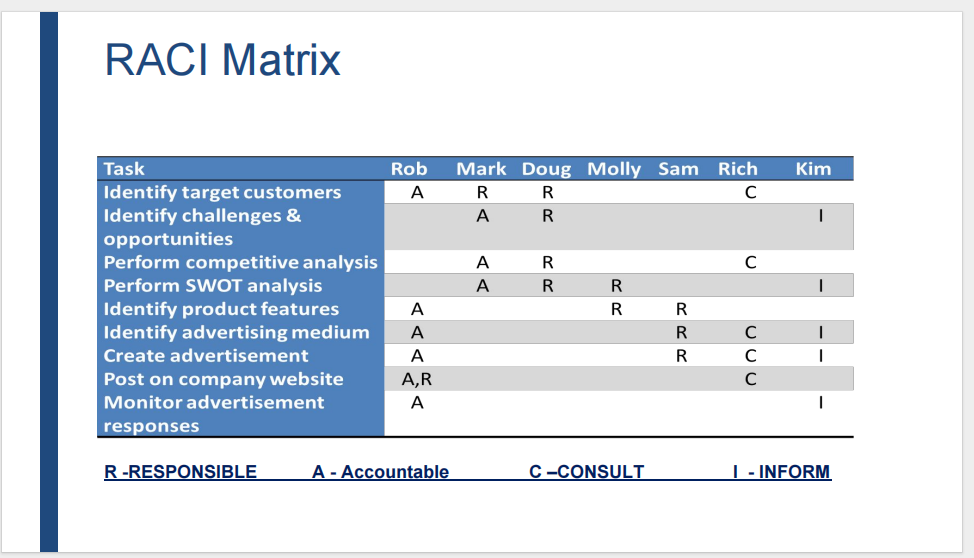 RACI Matrix
Task Rob Mark Doug Molly Sam Rich Kim
Identify target customers A R R C
Identify challenges & A R I
opportunities
Perform competitive analysis A R C
Perform SWOT analysis A R R I
Identify product features A R R
Identify advertising medium A R C I
Create advertisement A R C I
Post on company website A,R C
Monitor advertisement A I
responses
R -RESPONSIBLE A - Accountable C –CONSULT I - INFORM